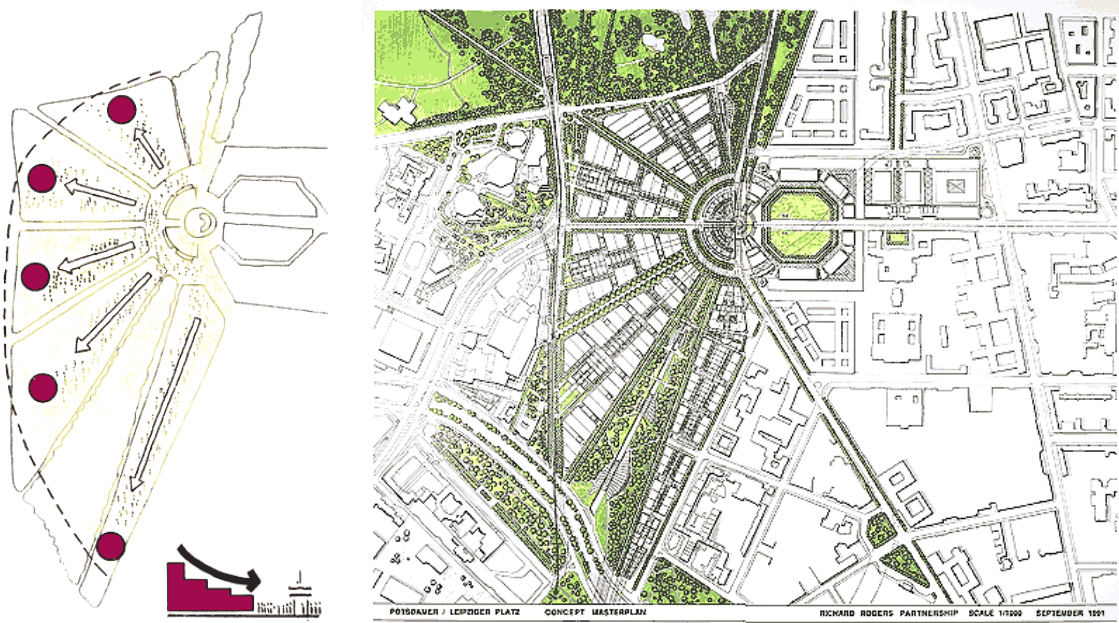 POTSDAMER / LEIPZIGER PLATZ CONCEPT MASTERPLAN RICHARD ROGERS PARTNERSHIP SCALE 1/1000 SEPTEMBER 1991